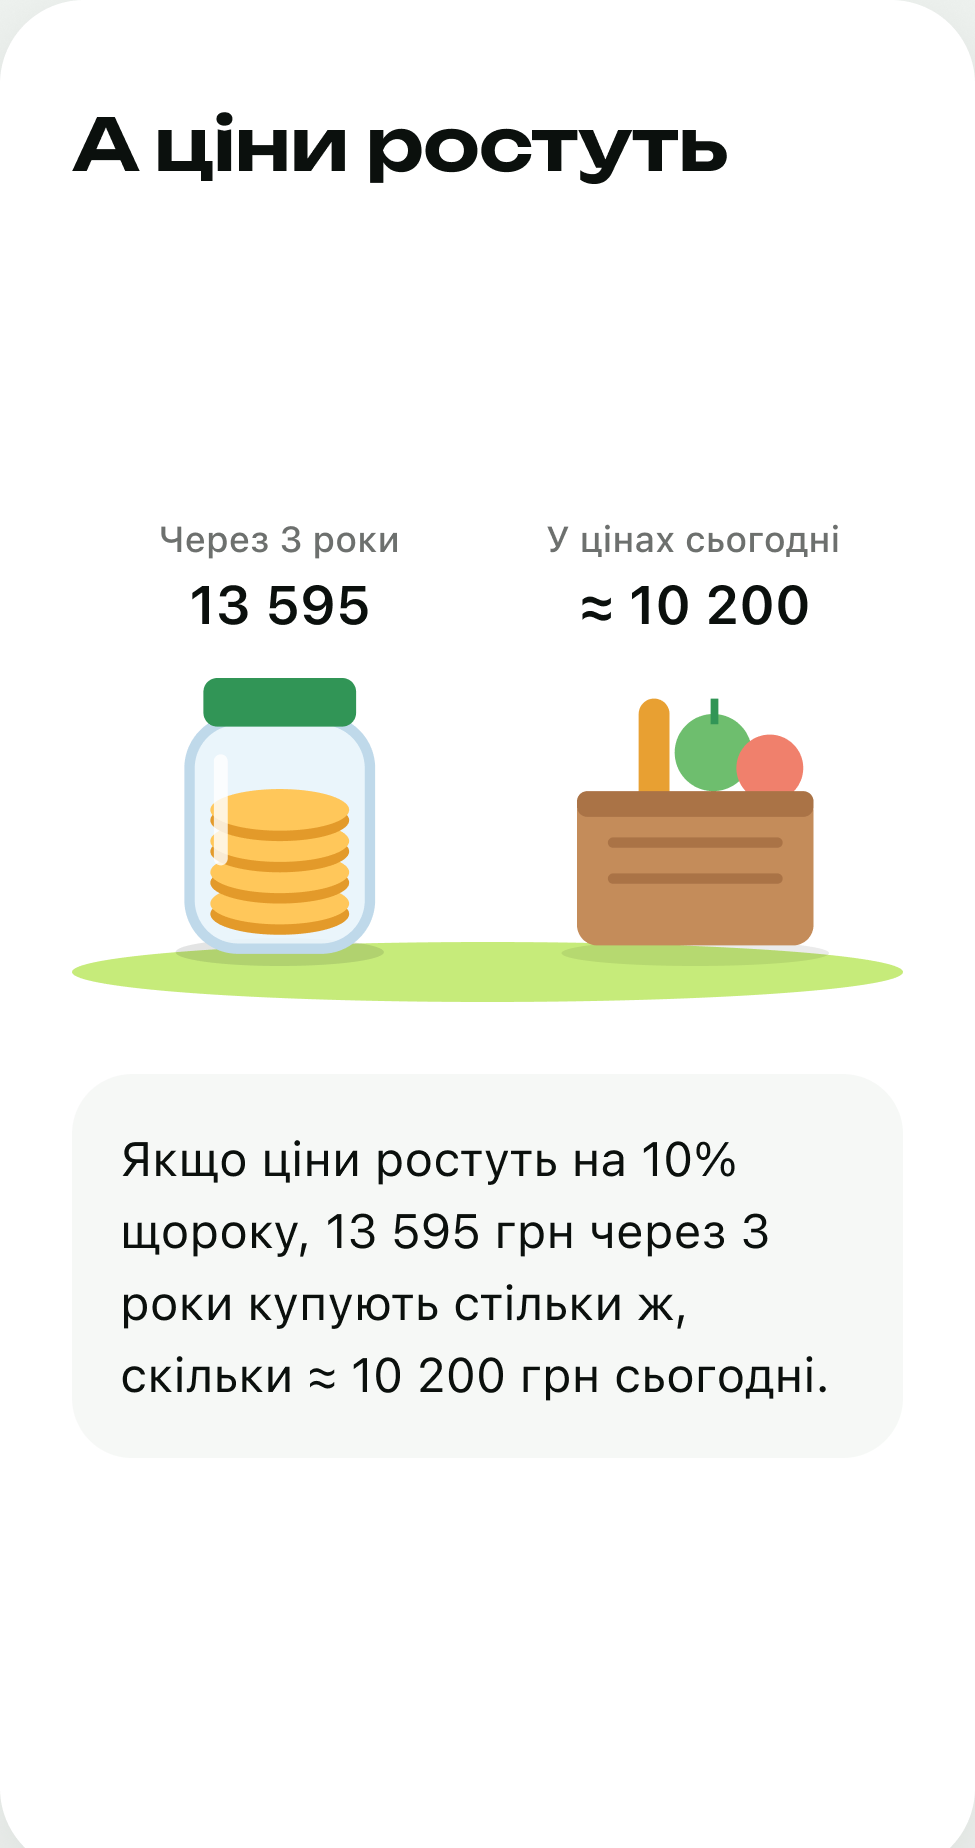 А ціни ростуть
Через 3 роки
13 595
У цінах сьогодні
≈ 10 200
Якщо ціни ростуть на 10%
щороку, 13 595 грн через 3
роки купують стільки ж,
скільки ≈ 10 200 грн сьогодні.